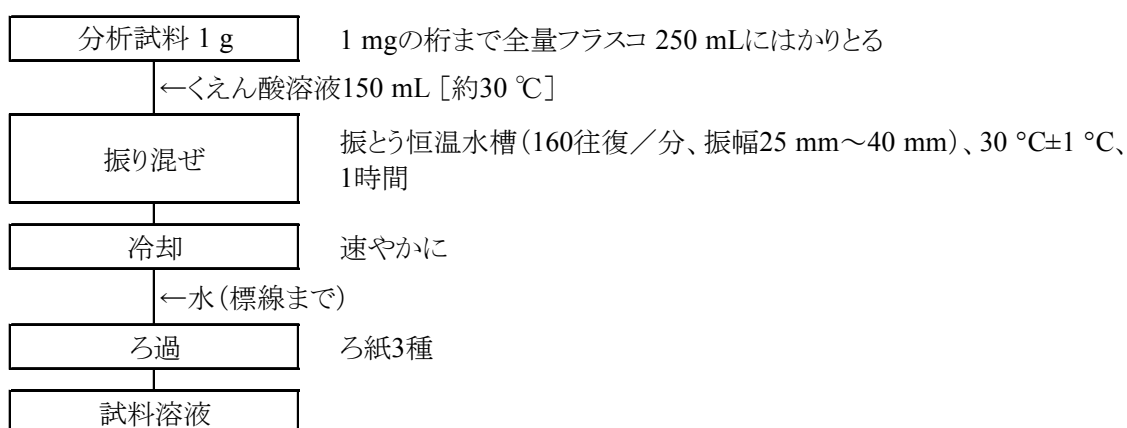 分析試料 1 g
1 mgの桁まで全量フラスコ 250 mLにはかりとる
←くえん酸溶液150 mL［約30 ℃］
振り混ぜ
振とう恒温水槽（160往復／分、振幅25 mm～40 mm）、30 °C±1 °C、
1時間
冷却
速やかに
←水（標線まで）
ろ過
ろ紙3種
試料溶液